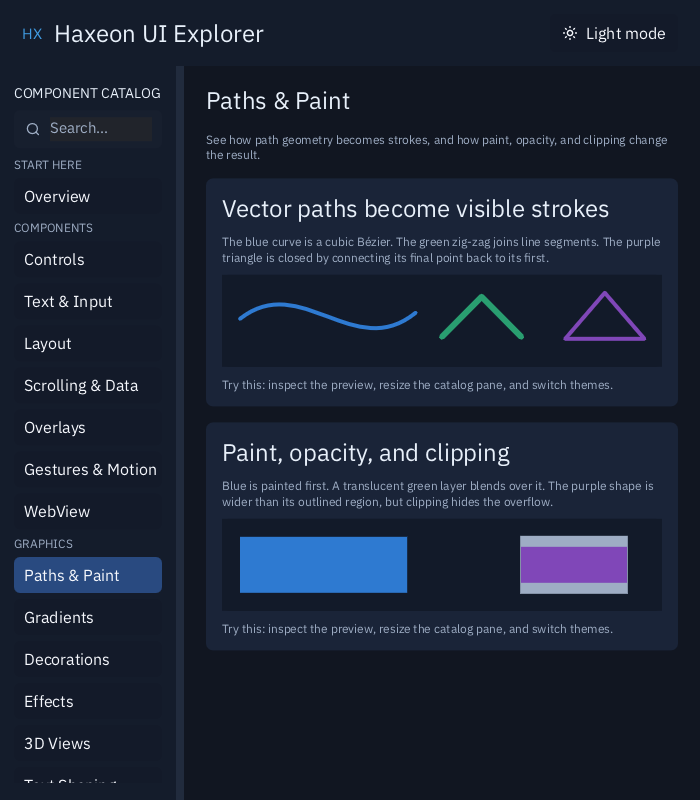 HX Haxeon UI Explorer
Light mode
COMPONENT CATALOG
Search...
START HERE
Overview
COMPONENTS
Controls
Text & Input
Layout
Scrolling & Data
Overlays
Gestures & Motion
WebView
GRAPHICS
Paths & Paint
Gradients
Decorations
Effects
3D Views
Text Shaping
Paths & Paint
See how path geometry becomes strokes, and how paint, opacity, and clipping change
the result.
Vector paths become visible strokes
The blue curve is a cubic Bézier. The green zig-zag joins line segments. The purple
triangle is closed by connecting its final point back to its first.
Try this: inspect the preview, resize the catalog pane, and switch themes.
Paint, opacity, and clipping
Blue is painted first. A translucent green layer blends over it. The purple shape is
wider than its outlined region, but clipping hides the overflow.
Try this: inspect the preview, resize the catalog pane, and switch themes.